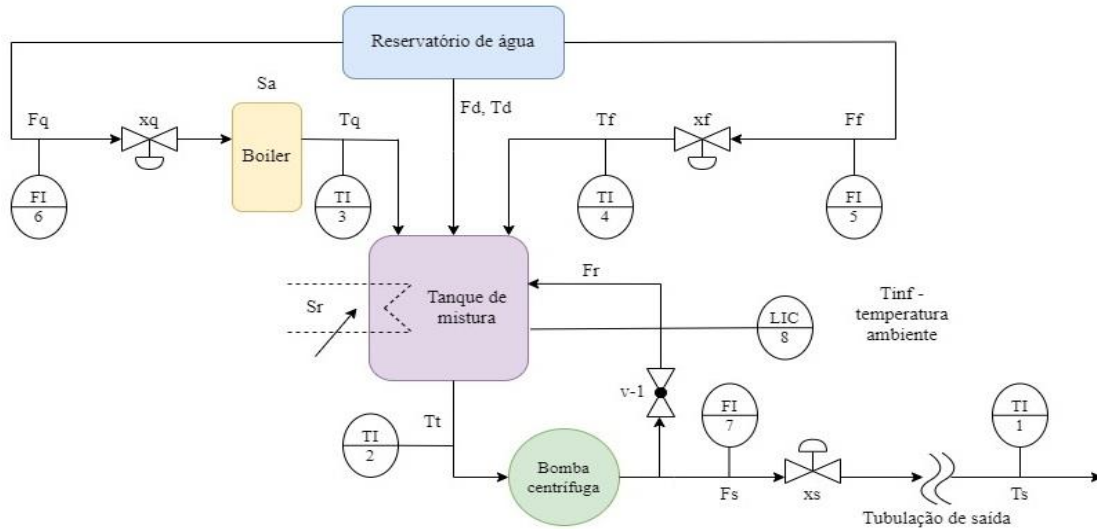 Reservatório de água
Sa
Fd, Td
Fq
xq
Tq
Tf
xf
Ff
Boiler
FI
6
TI
3
TI
4
FI
5
Fr
Tinf -
temperatura
ambiente
Sr
Tanque de
mistura
LIC
8
v-1
FI
7
TI
1
TI
2
Tt
Bomba
centrífuga
Fs
xs
Ts
Tubulação de saída